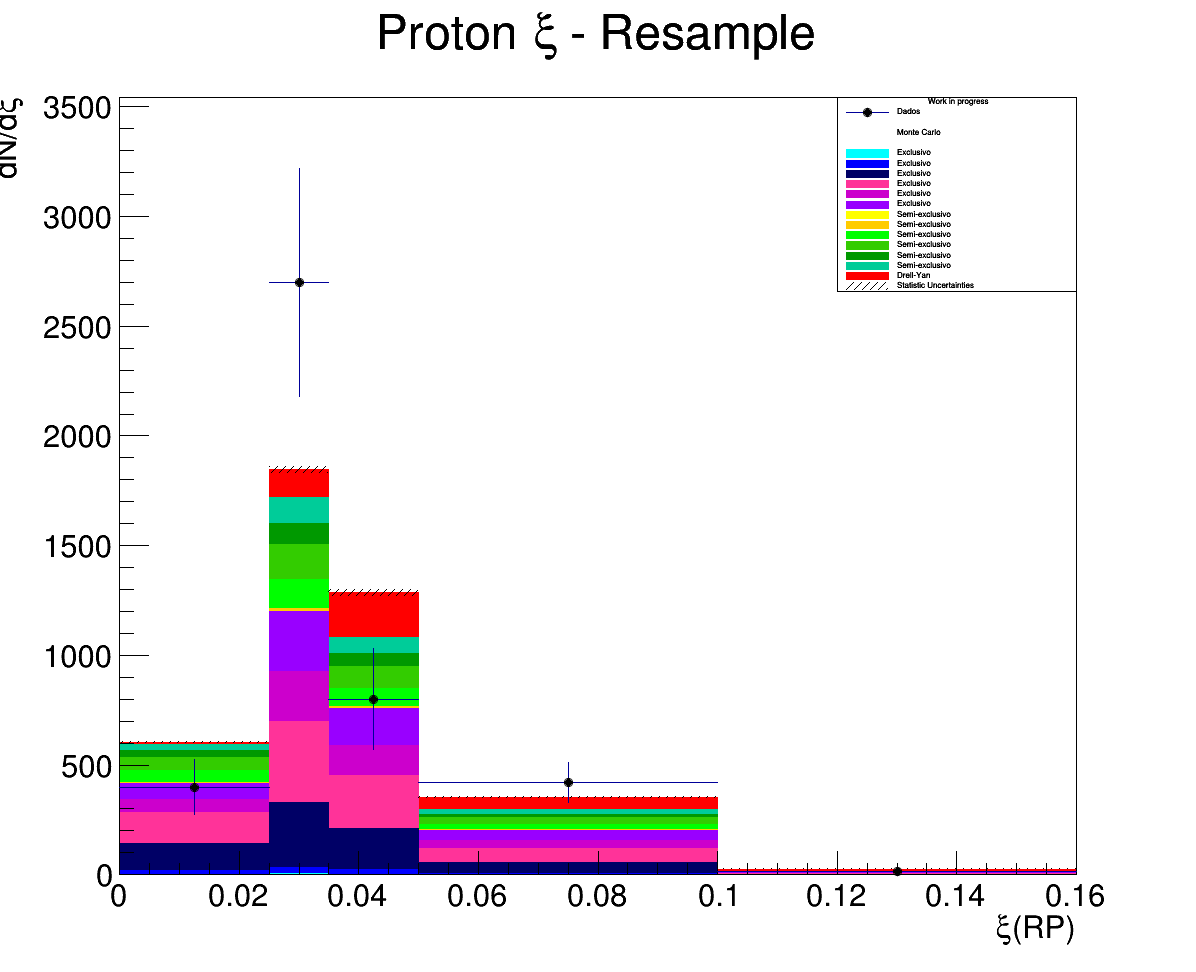 Proton ξ - Resample
dN/dξ
3500
3000
2500
2000
1500
1000
500
0
Work in progress
Dados
Monte Carlo
Exclusivo
Exclusivo
Exclusivo
Exclusivo
Exclusivo
Exclusivo
Semi-exclusivo
Semi-exclusivo
Semi-exclusivo
Semi-exclusivo
Semi-exclusivo
Semi-exclusivo
Drell-Yan
Statistic Uncertainties
0 0.02 0.04 0.06 0.08 0.1 0.12 0.14 0.16
ξ(RP)